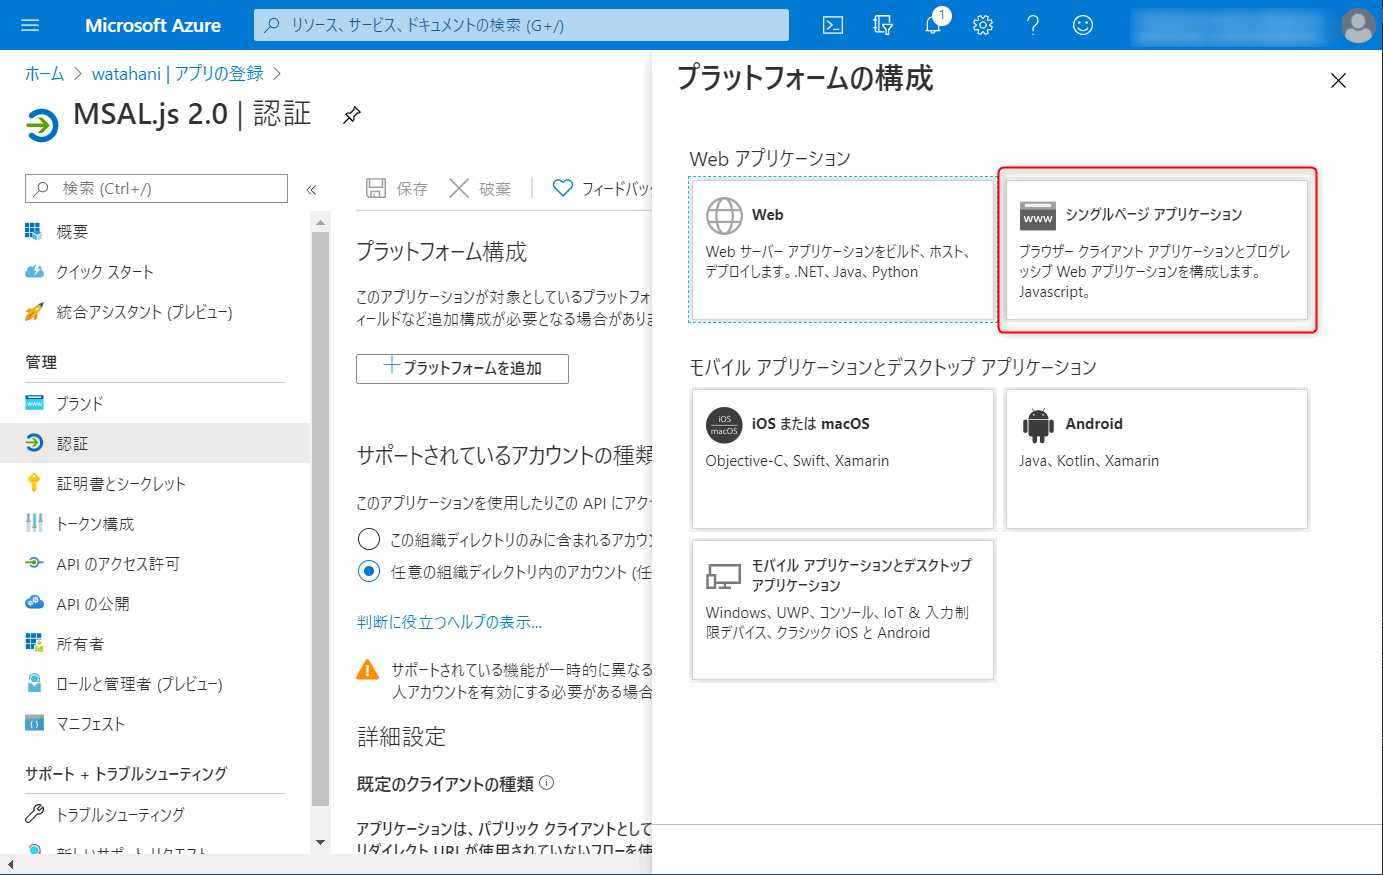 Microsoft Azure
リソース、サービス、ドキュメントの検索 (G+/)
1
ホーム > watahani | アプリの登録 >
MSAL.js 2.0 | 認証
検索 (Ctrl+/)
«
概要
クイック スタート
統合アシスタント (プレビュー)
管理
ブランド
認証
証明書とシークレット
トークン構成
API のアクセス許可
API の公開
所有者
ロールと管理者 (プレビュー)
マニフェスト
サポート + トラブルシューティング
トラブルシューティング
新しいサポート リクエスト
保存
破棄
フィードバッ
プラットフォーム構成
このアプリケーションが対象としているプラットフォ
ィールドなど追加構成が必要となる場合があり
プラットフォームを追加
サポートされているアカウントの種類
このアプリケーションを使用したりこの API にアク
この組織ディレクトリのみに含まれるアカウン
任意の組織ディレクトリ内のアカウント (任
判断に役立つヘルプの表示...
サポートされている機能が一時的に異なる
人アカウントを有効にする必要がある場合
詳細設定
既定のクライアントの種類
アプリケーションは、パブリック クライアントとして
リダイレクト URI が使用されていないフローを使
プラットフォームの構成
Web アプリケーション
Web
Web サーバー アプリケーションをビルド、ホスト、
デプロイします。.NET、Java、Python
www
シングルページ アプリケーション
ブラウザー クライアント アプリケーションとプログレ
ッシブ Web アプリケーションを構成します。
Javascript。
モバイル アプリケーションとデスクトップ アプリケーション
iOS
macOS
iOS または macOS
Objective-C、Swift、Xamarin
Android
Java、Kotlin、Xamarin
モバイル アプリケーションとデスクトップ
アプリケーション
Windows、UWP、コンソール、IoT & 入力制
限デバイス、クラシック iOS と Android